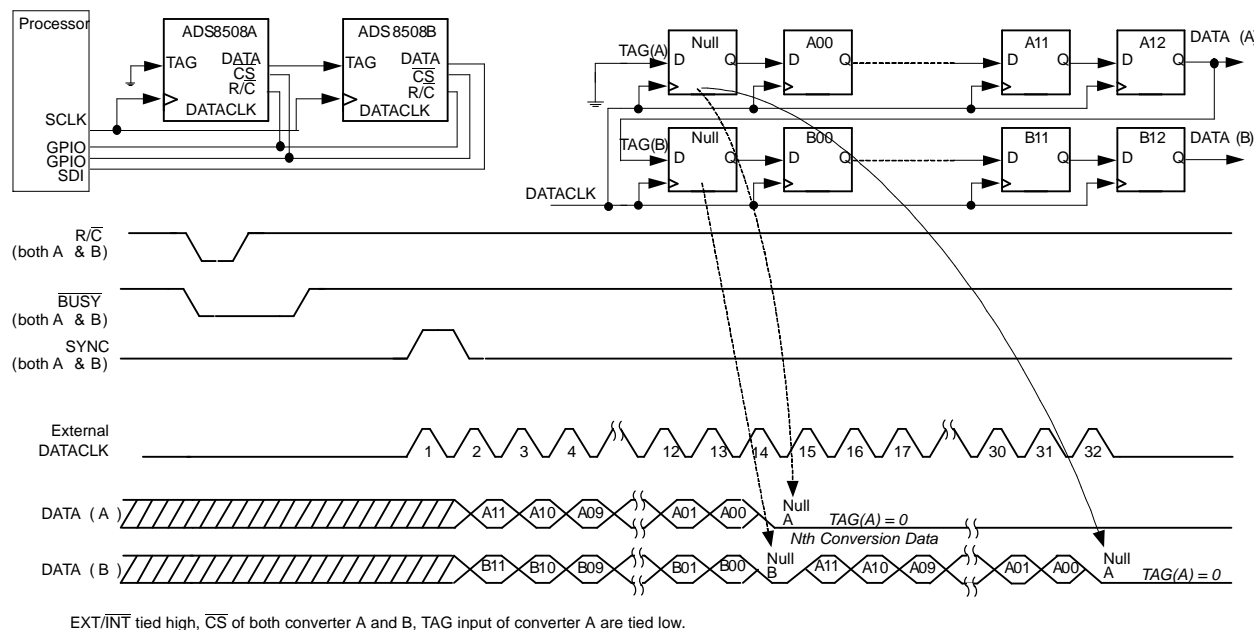 Processor
ADS8508A
TAG
DATA
CS
R/C
DATACLK
ADS8508B
TAG
DATA
CS
R/C
DATACLK
SCLK
GPIO
GPIO
SDI
TAG(A)
Null
D Q
A00
D Q
A11
D Q
A12
D Q
DATA (A)
TAG(B)
Null
D Q
B00
D Q
B11
D Q
B12
D Q
DATA (B)
DATACLK
R/C
(both A & B)
BUSY
(both A & B)
SYNC
(both A & B)
External
DATACLK
1 2 3 4 12 13 14 15 16 17 30 31 32
DATA ( A )
A11 A10 A09 A01 A00
Null
A
TAG(A) = 0
Nth Conversion Data
DATA ( B )
B11 B10 B09 B01 B00
Null
B
A11 A10 A09 A01 A00
Null
A
TAG(A) = 0
EXT/INT tied high, CS of both converter A and B, TAG input of converter A are tied low.